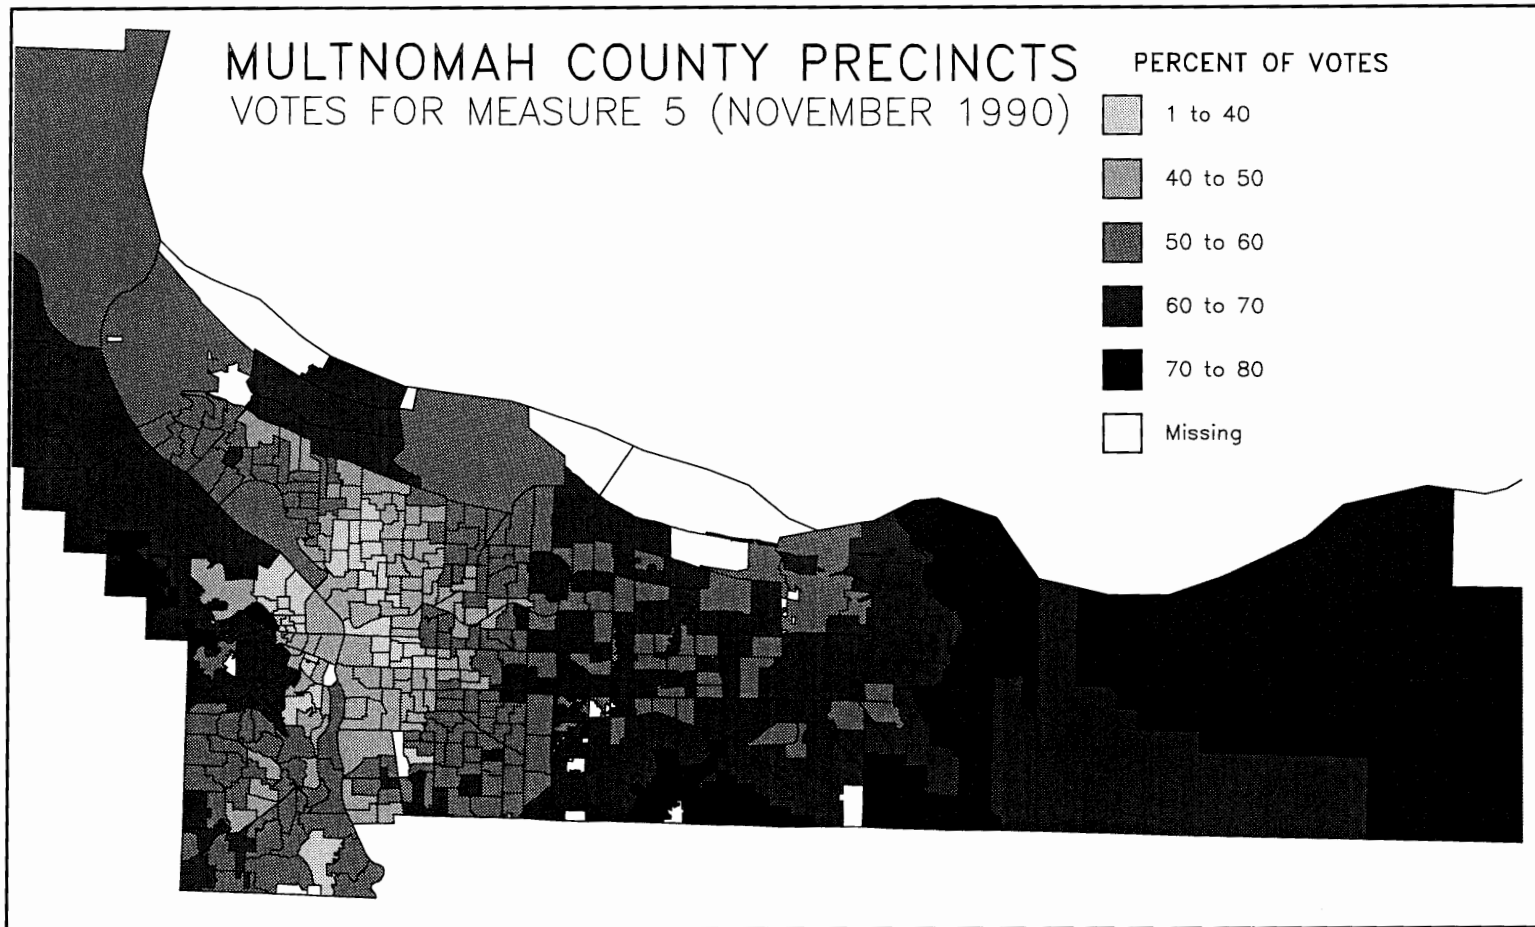 MULTNOMAH COUNTY PRECINCTS
VOTES FOR MEASURE 5 (NOVEMBER 1990)
PERCENT OF VOTES
1 to 40
40 to 50
50 to 60
60 to 70
70 to 80
Missing